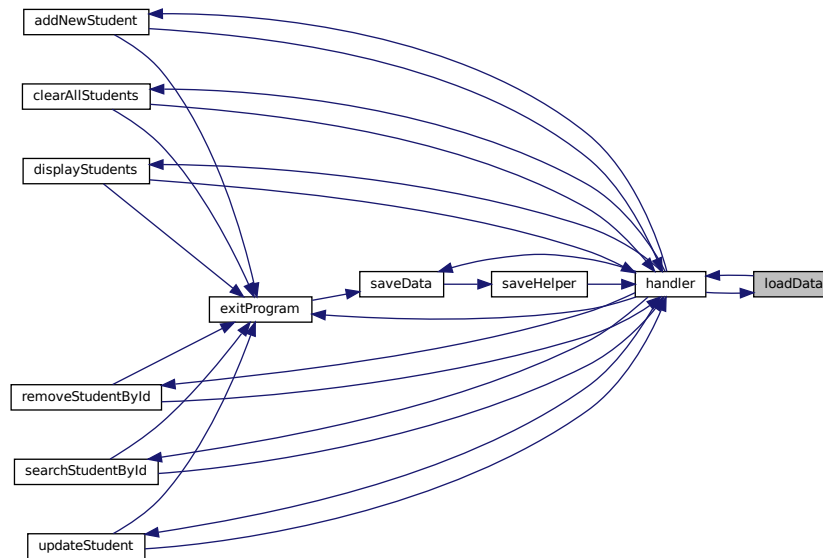 addNewStudent
clearAllStudents
displayStudents
saveData
saveHelper
handler
loadData
exitProgram
removeStudentById
searchStudentById
updateStudent